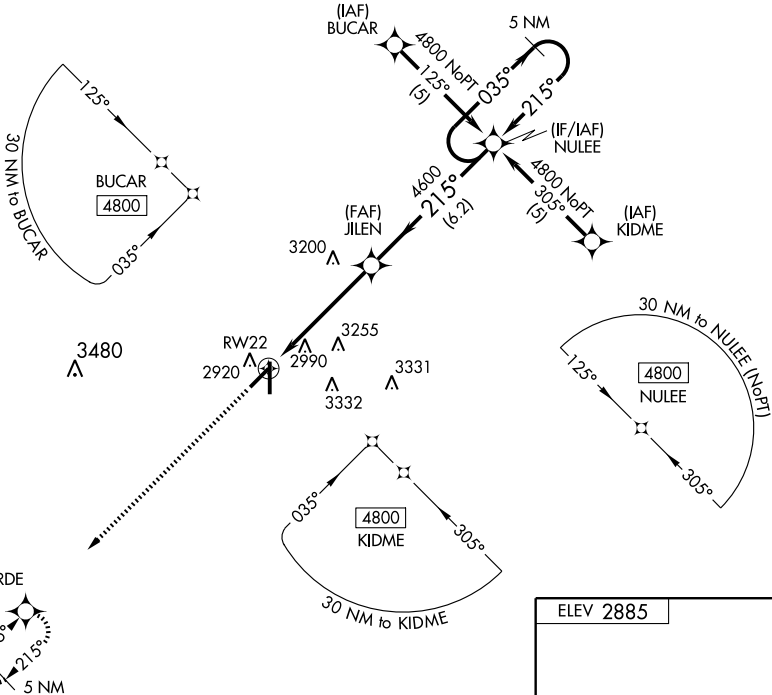 (IAF)
BUCAR
5 NM
4800 NoPT
125°
(5)
035°
215°
(IF/IAF)
NULEE
4800 NoPT
305°
(5)
(IAF)
KIDME
125°
30 NM to BUCAR
BUCAR
4800
035°
4600
215°
(6.2)
(FAF)
JILEN
3200
3255
RW22
2990
2920
3331
3332
3480
30 NM to NULEE (NoPT)
125°
4800
NULEE
305°
035°
4800
KIDME
305°
30 NM to KIDME
RDE
215°
5 NM
ELEV 2885